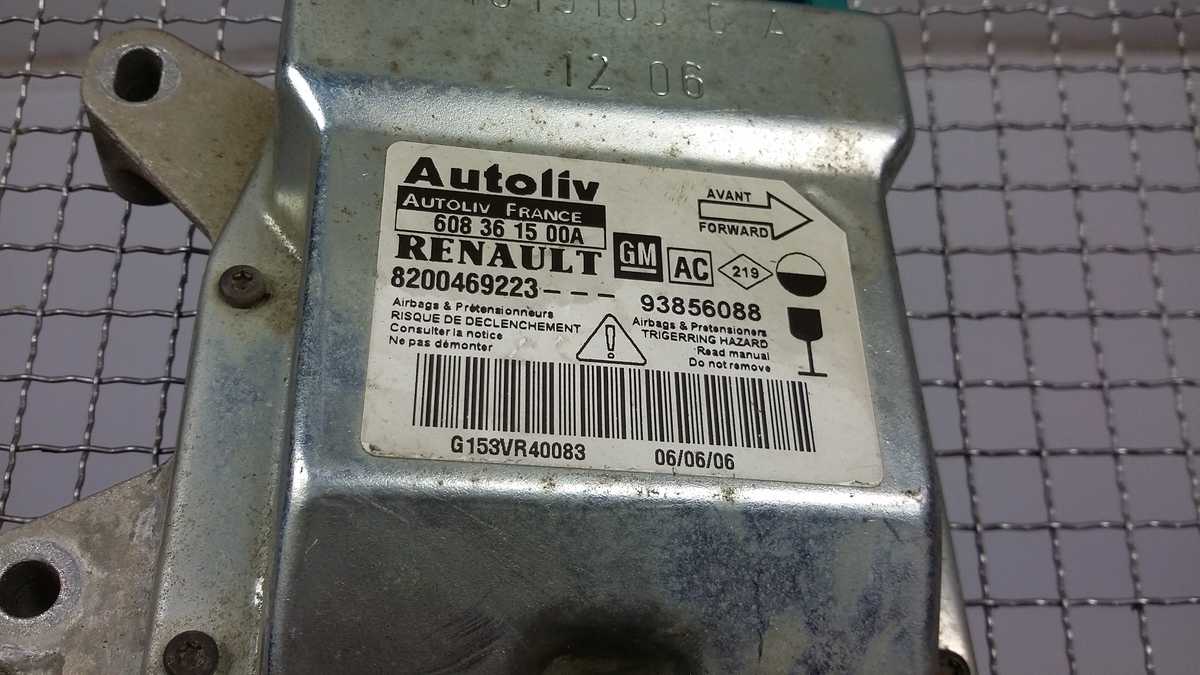 12 06
Autoliv
AUTOLIV FRANCE
608 36 15 00A
RENAULT
GM
AC
219
AVANT
FORWARD
8200469223---
93856088
Airbags & Prétensionneurs
RISQUE DE DECLENCHEMENT
Consulter la notice
Ne pas démonter
Airbags & Pretensioners
TRIGERRING HAZARD
Read manual
Do not remove
G153VR40083
06/06/06